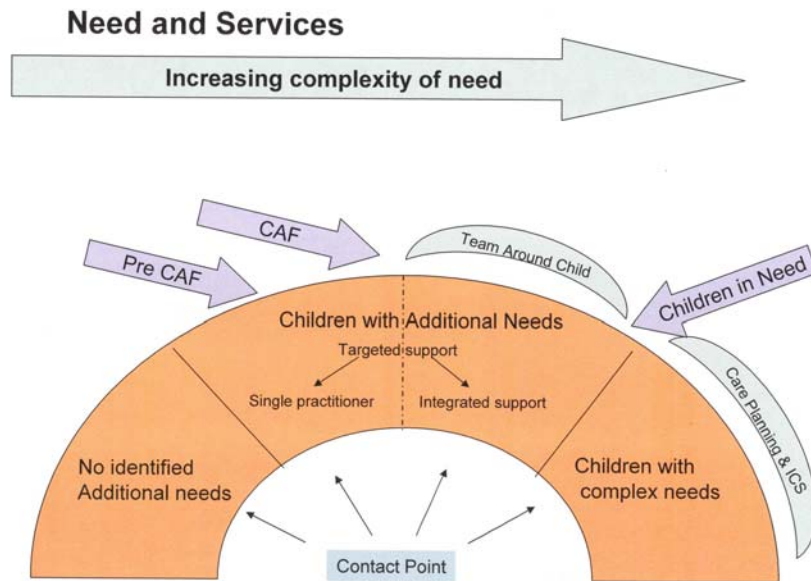 Need and Services
Increasing complexity of need
CAF
Pre CAF
Team Around Child
Children in Need
Children with Additional Needs
Targeted support
Single practitioner
Integrated support
Care Planning & ICS
No identified
Additional needs
Children with
complex needs
Contact Point